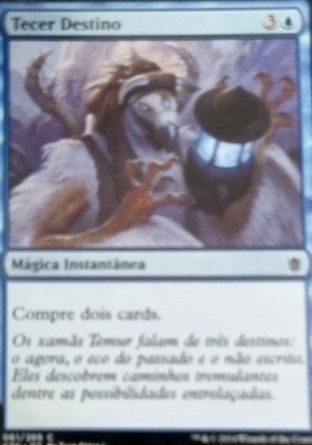 Tecer Destino 3
Mágica Instantânea
Compre dois cards.
Os xamãs Temur falam de três destinos:
o agora, o eco do passado e o não escrito.
Eles descobrem caminhos tremulantes
dentre as possibilidades entrelaçadas.